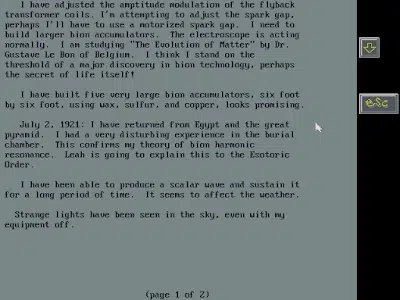 I have adjusted the amptitude modulation of the flyback
transformer coils. I'm attempting to adjust the spark gap,
perhaps I'll have to use a motorized spark gap.  I need to
build larger bion accumulators.  The electroscope is acting
normally.  I am studying "The Evolution of Matter" by Dr.
Gustave Le Bon of Belgium.  I think I stand on the
threshold of a major discovery in bion technology, perhaps
the secret of life itself!
I have built five very large bion accumulators, six foot
by six foot, using wax, sulfur, and copper, looks promising.
July 2, 1921: I have returned from Egypt and the great
pyramid.  I had a very disturbing experience in the burial
chamber.  This confirms my theory of bion harmonic
resonance.  Leah is going to explain this to the Esoteric
Order.
I have been able to produce a scalar wave and sustain it
for a long period of time.  It seems to affect the weather.
Strange lights have been seen in the sky, even with my
equipment off.
(page 1 of 2)
esc